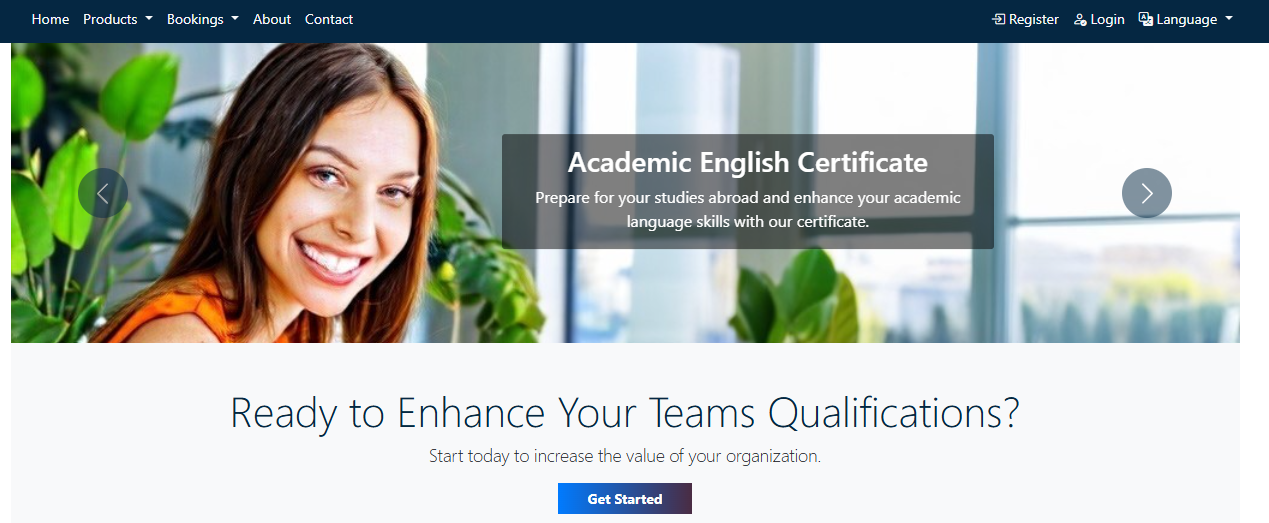 Home Products Bookings About Contact Register Login Language
Academic English Certificate
Prepare for your studies abroad and enhance your academic
language skills with our certificate.
Ready to Enhance Your Teams Qualifications?
Start today to increase the value of your organization.
Get Started